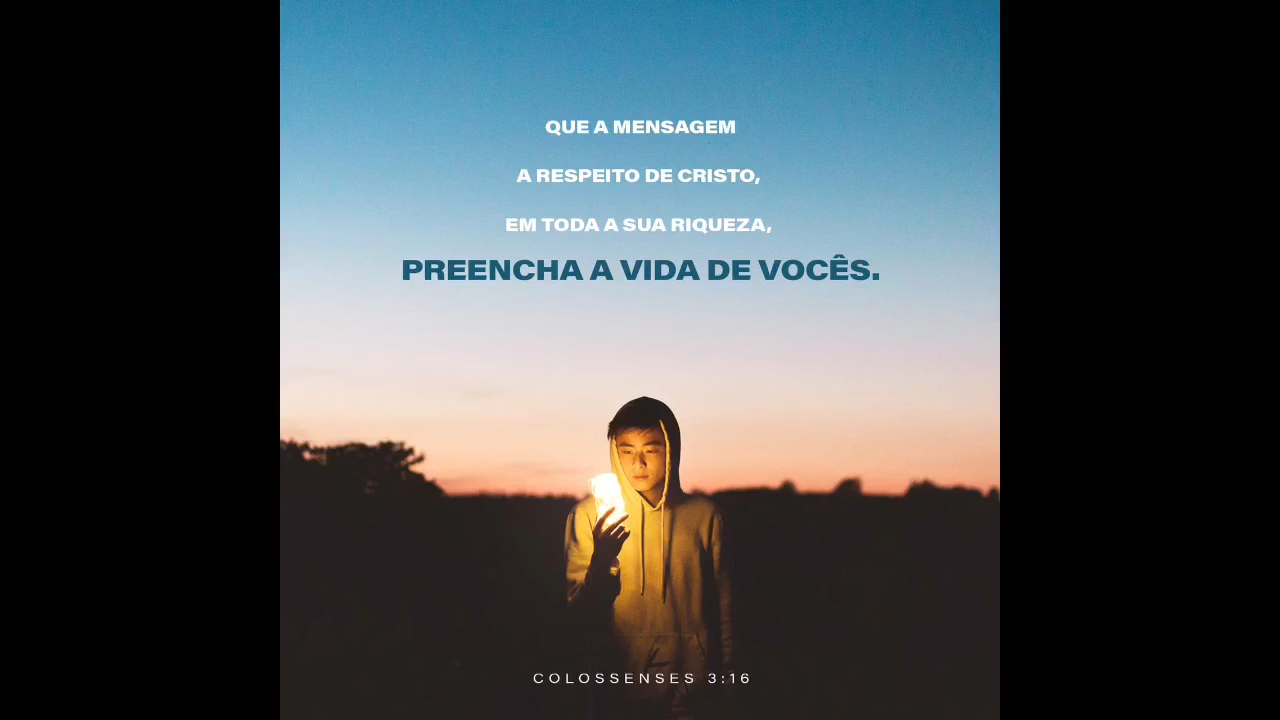 QUE A MENSAGEM
A RESPEITO DE CRISTO,
EM TODA A SUA RIQUEZA,
PREENCHA A VIDA DE VOCÊS.
COLOSSENSES 3:16